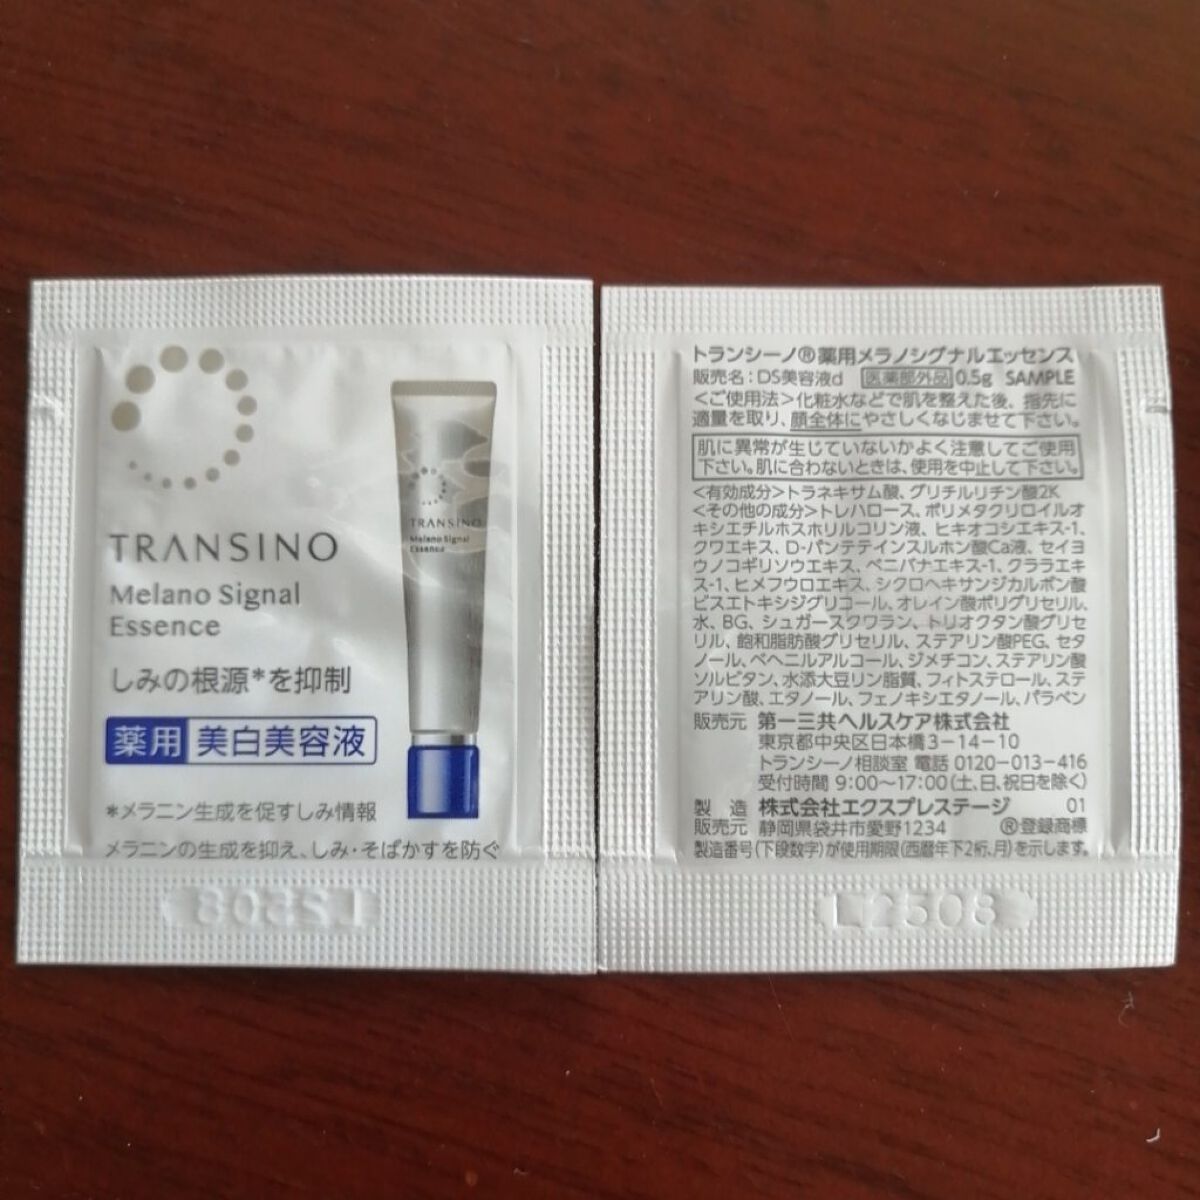 TRANSINO
Melano Signal
Essence
しみの根源*を抑制
薬用 美白美容液
*メラニン生成を促すしみ情報
メラニンの生成を抑え、しみ・そばかすを防ぐ
TRANSINO
Melano Signal
Essence
トランシーノ®薬用メラノシグナルエッセンス
販売名:DS美容液d 医薬部外品 0.5g SAMPLE
<ご使用法>化粧水などで肌を整えた後、指先に
適量を取り、顔全体にやさしくなじませて下さい。
肌に異常が生じていないかよく注意してご使用
下さい。肌に合わないときは、使用を中止して下さい。
<有効成分>トラネキサム酸、グリチルリチン酸2K
<その他の成分>トレハロース、ポリメタクリロイルオ
キシエチルホスホリルコリン液、ヒキオコシエキス-1、
クワエキス、D-パンテテインスルホン酸Ca液、セイヨ
ウノコギリソウエキス、ベニバナエキス-1、クララエキ
ス-1、ヒメフウロエキス、シクロヘキサンジカルボン酸
ビスエトキシジグリコール、オレイン酸ポリグリセリル、
水、BG、シュガースクワラン、トリオクタン酸グリセ
リル、飽和脂肪酸グリセリル、ステアリン酸PEG、セタ
ノール、ベヘニルアルコール、ジメチコン、ステアリン酸
ソルビタン、水添大豆リン脂質、フィトステロール、ステ
アリン酸、エタノール、フェノキシエタノール、パラベン
販売元 第一三共ヘルスケア株式会社
東京都中央区日本橋3-14-10
トランシーノ相談室 電話 0120-013-416
受付時間 9:00〜17:00(土、日、祝日を除く)
製造 株式会社エクスプレステージ 01
販売元 静岡県袋井市愛野1234 ®登録商標
製造番号(下段数字)が使用期限(西暦年下2桁、月)を示します。
L2508